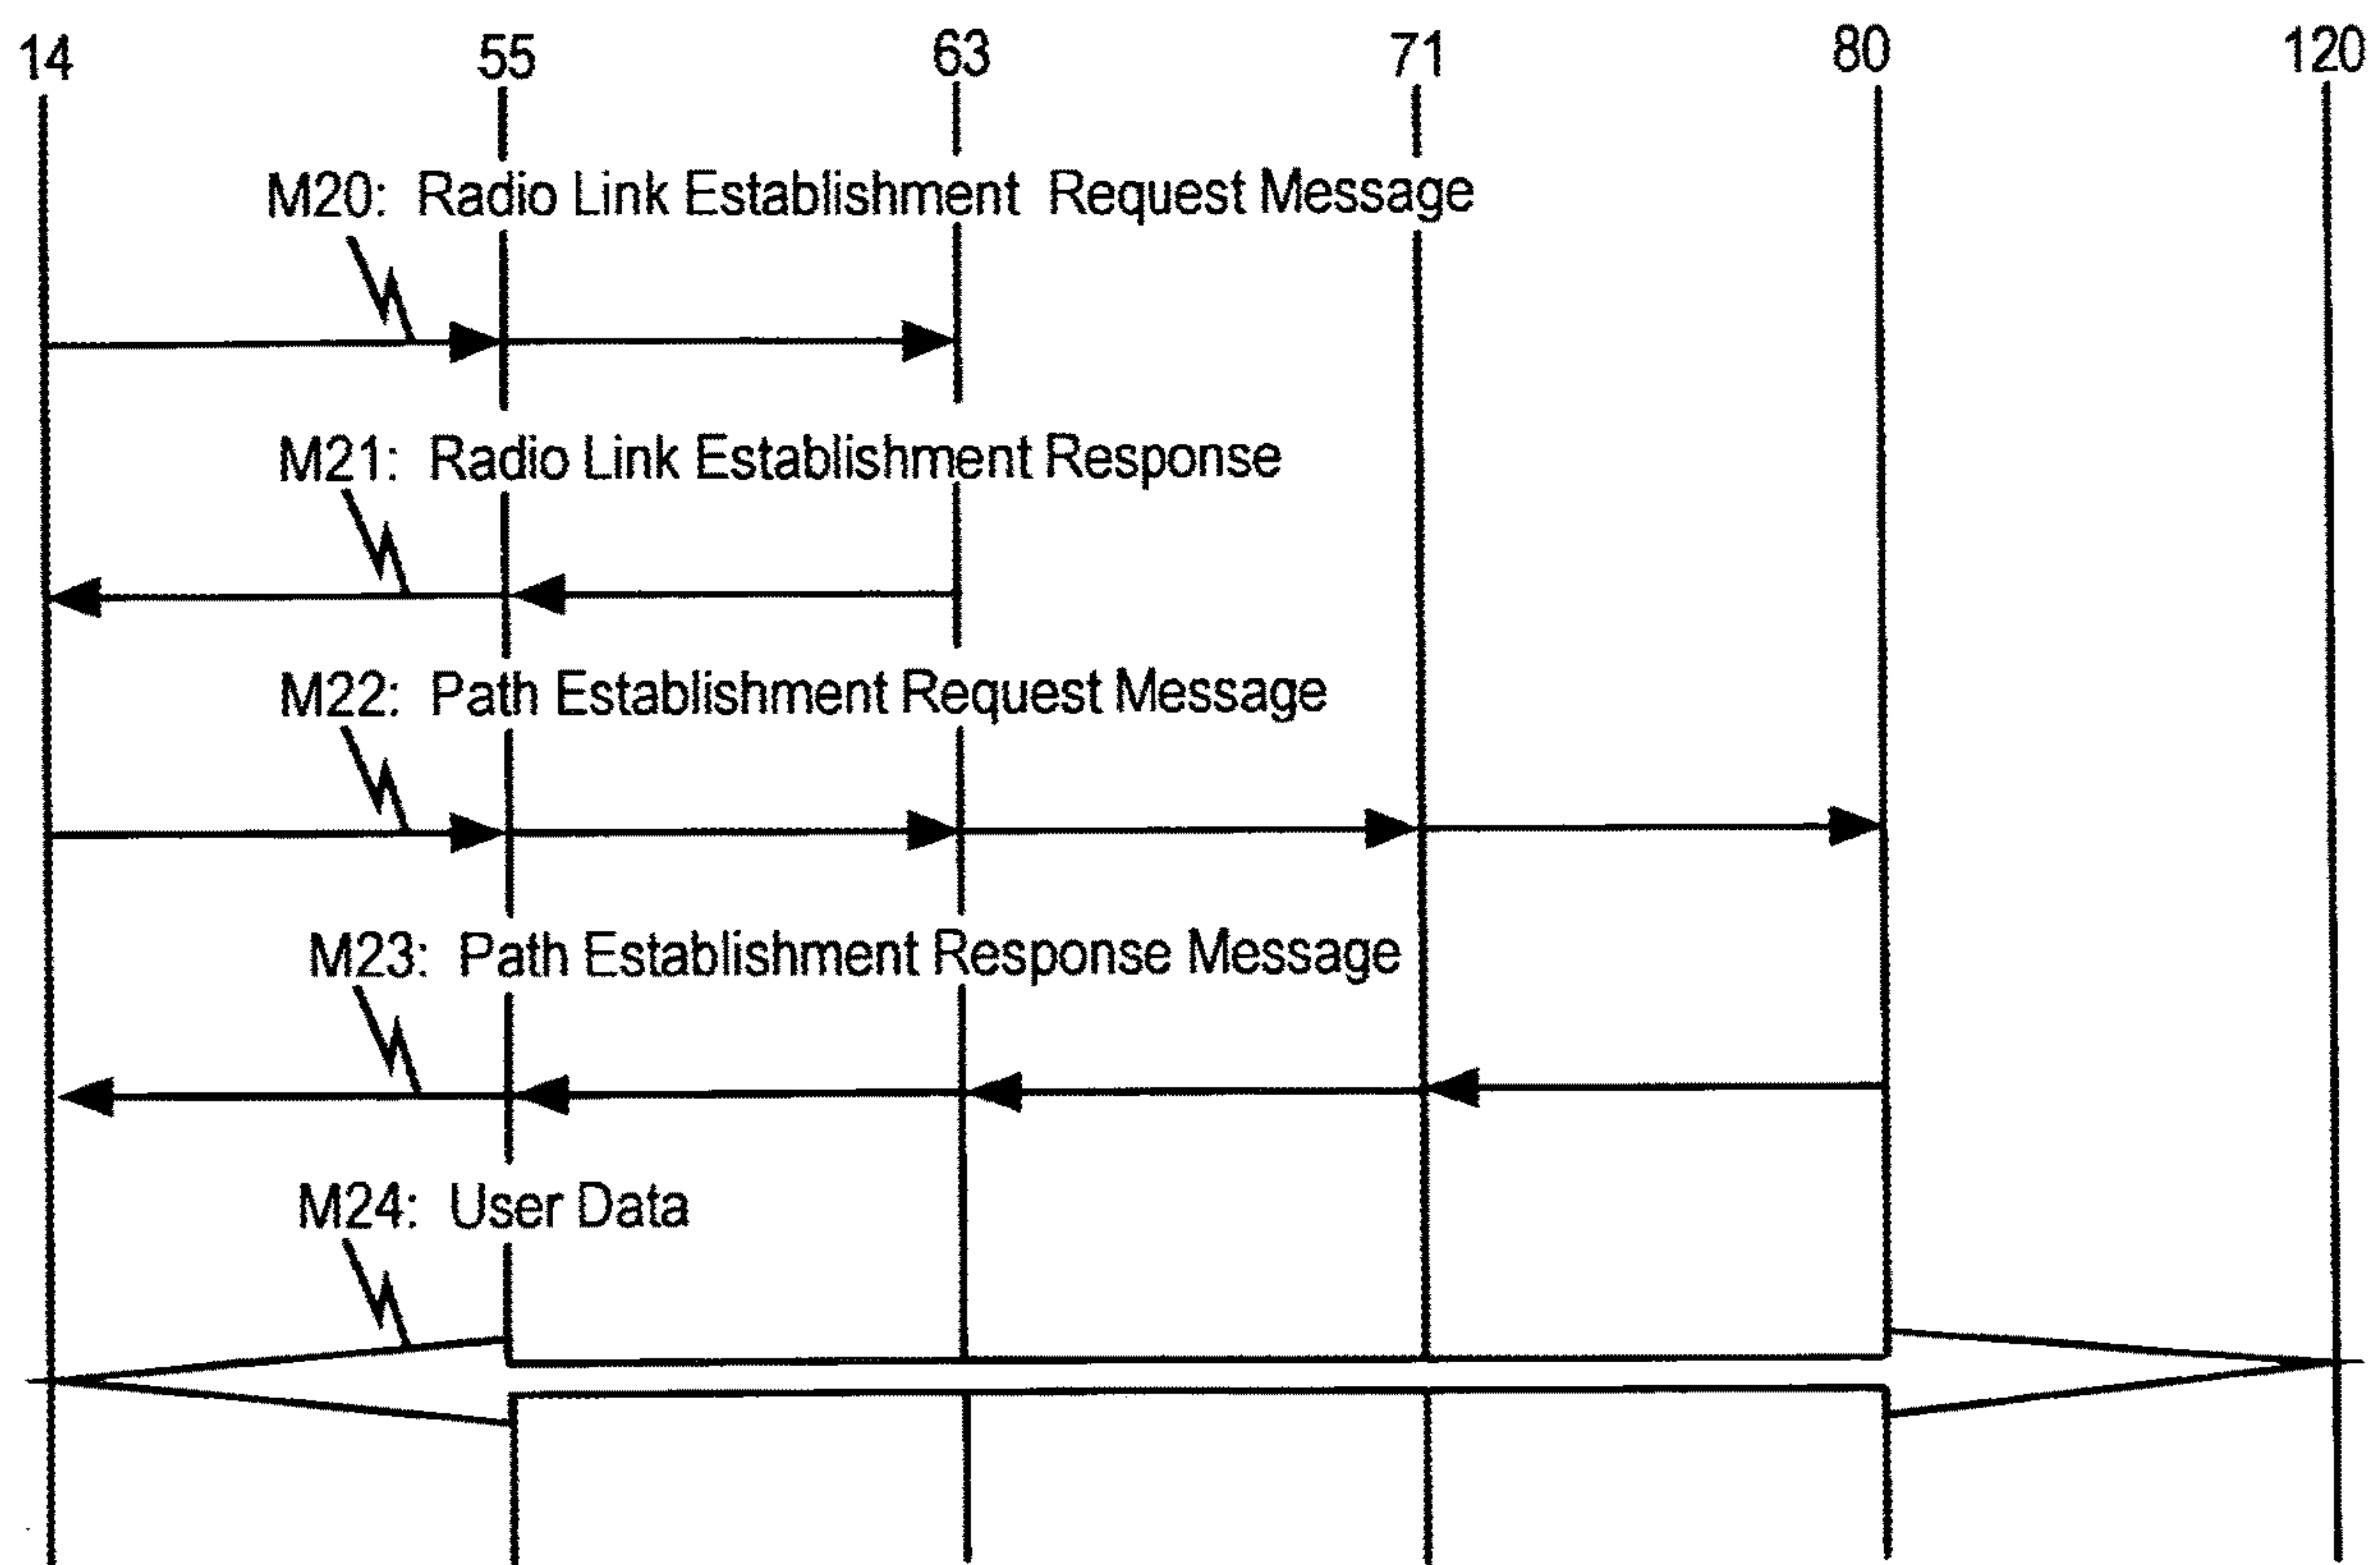 14 55 63 71 80 120
M20: Radio Link Establishment Request Message
M21: Radio Link Establishment Response
M22: Path Establishment Request Message
M23: Path Establishment Response Message
M24: User Data